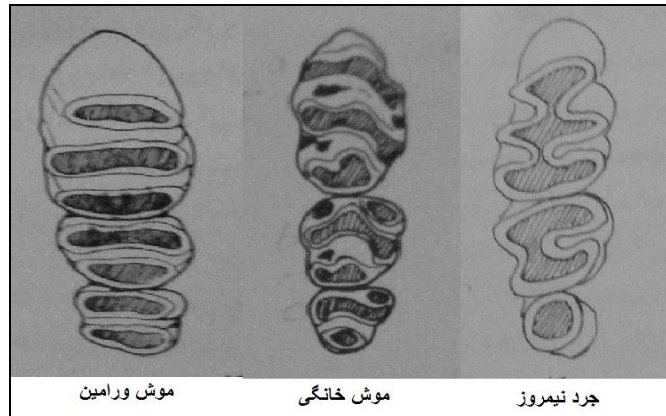 جرد نیمروز
موش خانگی
موش ورامین